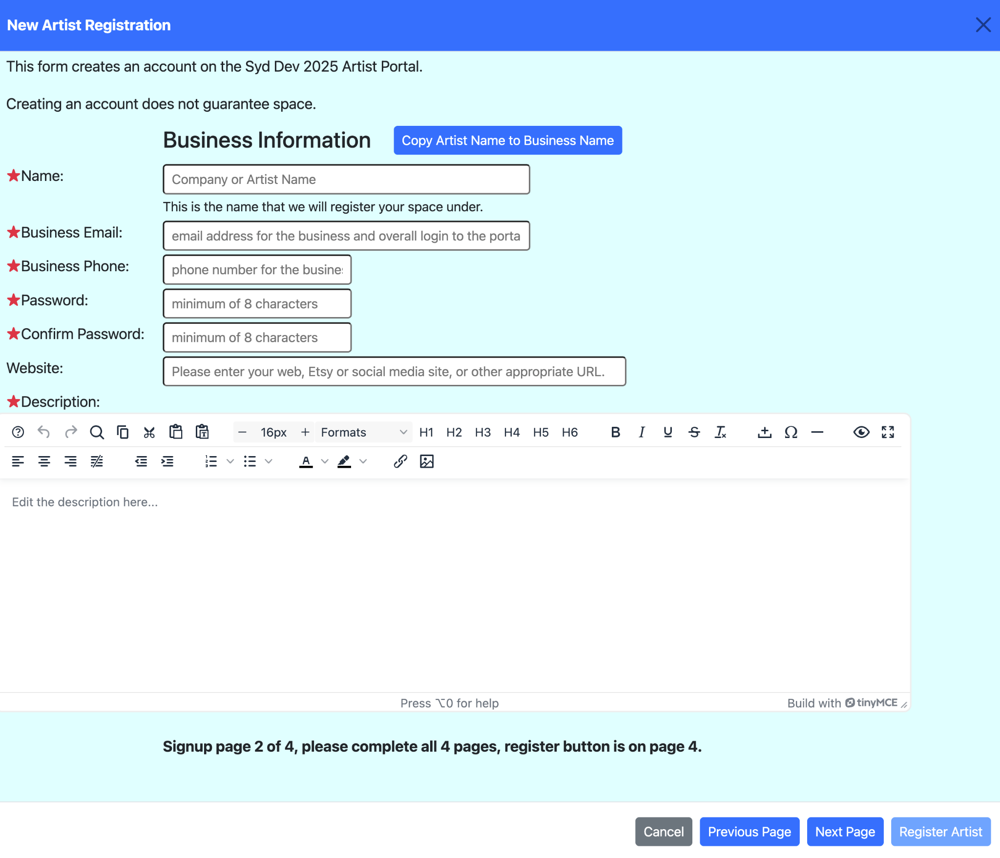 New Artist Registration
This form creates an account on the Syd Dev 2025 Artist Portal.
Creating an account does not guarantee space.
Business Information
Copy Artist Name to Business Name
Name:
Company or Artist Name
This is the name that we will register your space under.
Business Email:
email address for the business and overall login to the porta
Business Phone:
phone number for the busines
Password:
minimum of 8 characters
Confirm Password:
minimum of 8 characters
Website:
Please enter your web, Etsy or social media site, or other appropriate URL.
Description:
16px Formats H1 H2 H3 H4 H5 H6 B I U S
Edit the description here...
Press ⌥0 for help
Build with tinyMCE
Signup page 2 of 4, please complete all 4 pages, register button is on page 4.
Cancel Previous Page Next Page Register Artist